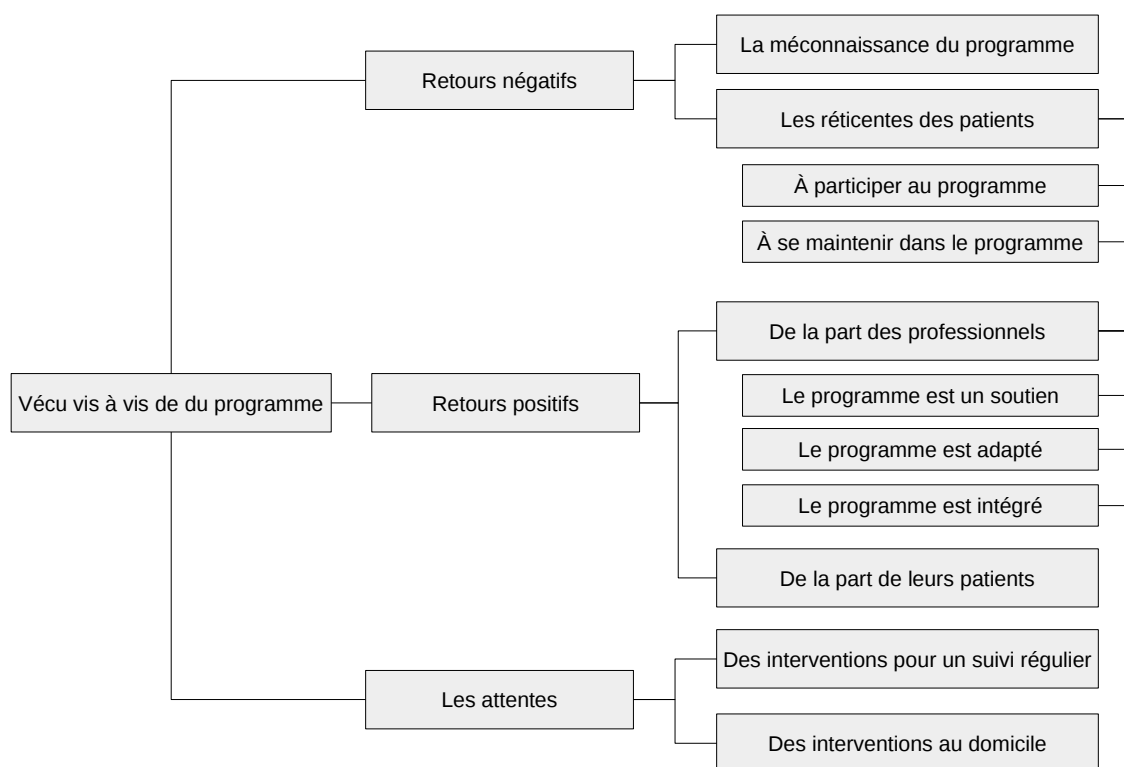 La méconnaissance du programme
Retours négatifs
Les réticentes des patients
À participer au programme
À se maintenir dans le programme
De la part des professionnels
Vécu vis à vis de du programme
Retours positifs
Le programme est un soutien
Le programme est adapté
Le programme est intégré
De la part de leurs patients
Des interventions pour un suivi régulier
Les attentes
Des interventions au domicile